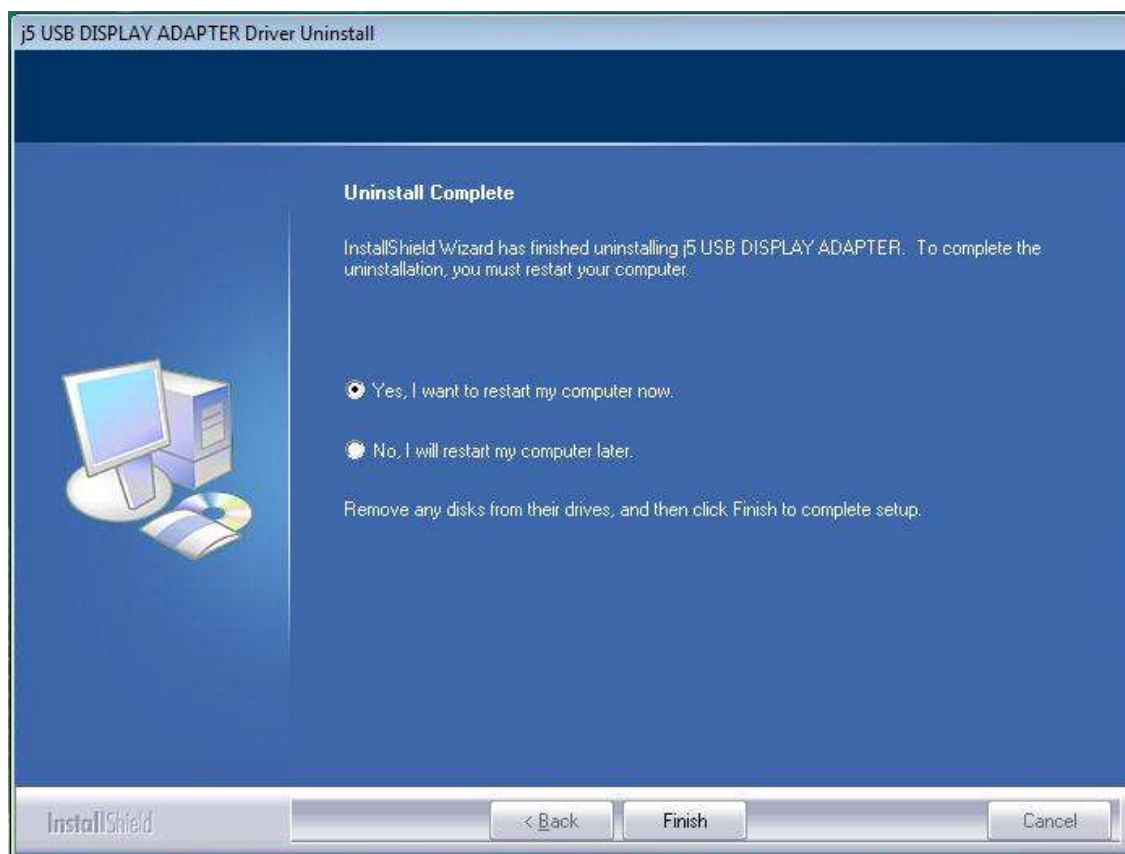 j5 USB DISPLAY ADAPTER Driver Uninstall
Uninstall Complete
InstallShield Wizard has finished uninstalling j5 USB DISPLAY ADAPTER. To complete the
uninstallation, you must restart your computer.
Yes, I want to restart my computer now.
No, I will restart my computer later.
Remove any disks from their drives, and then click Finish to complete setup.
InstallShield
< Back
Finish
Cancel